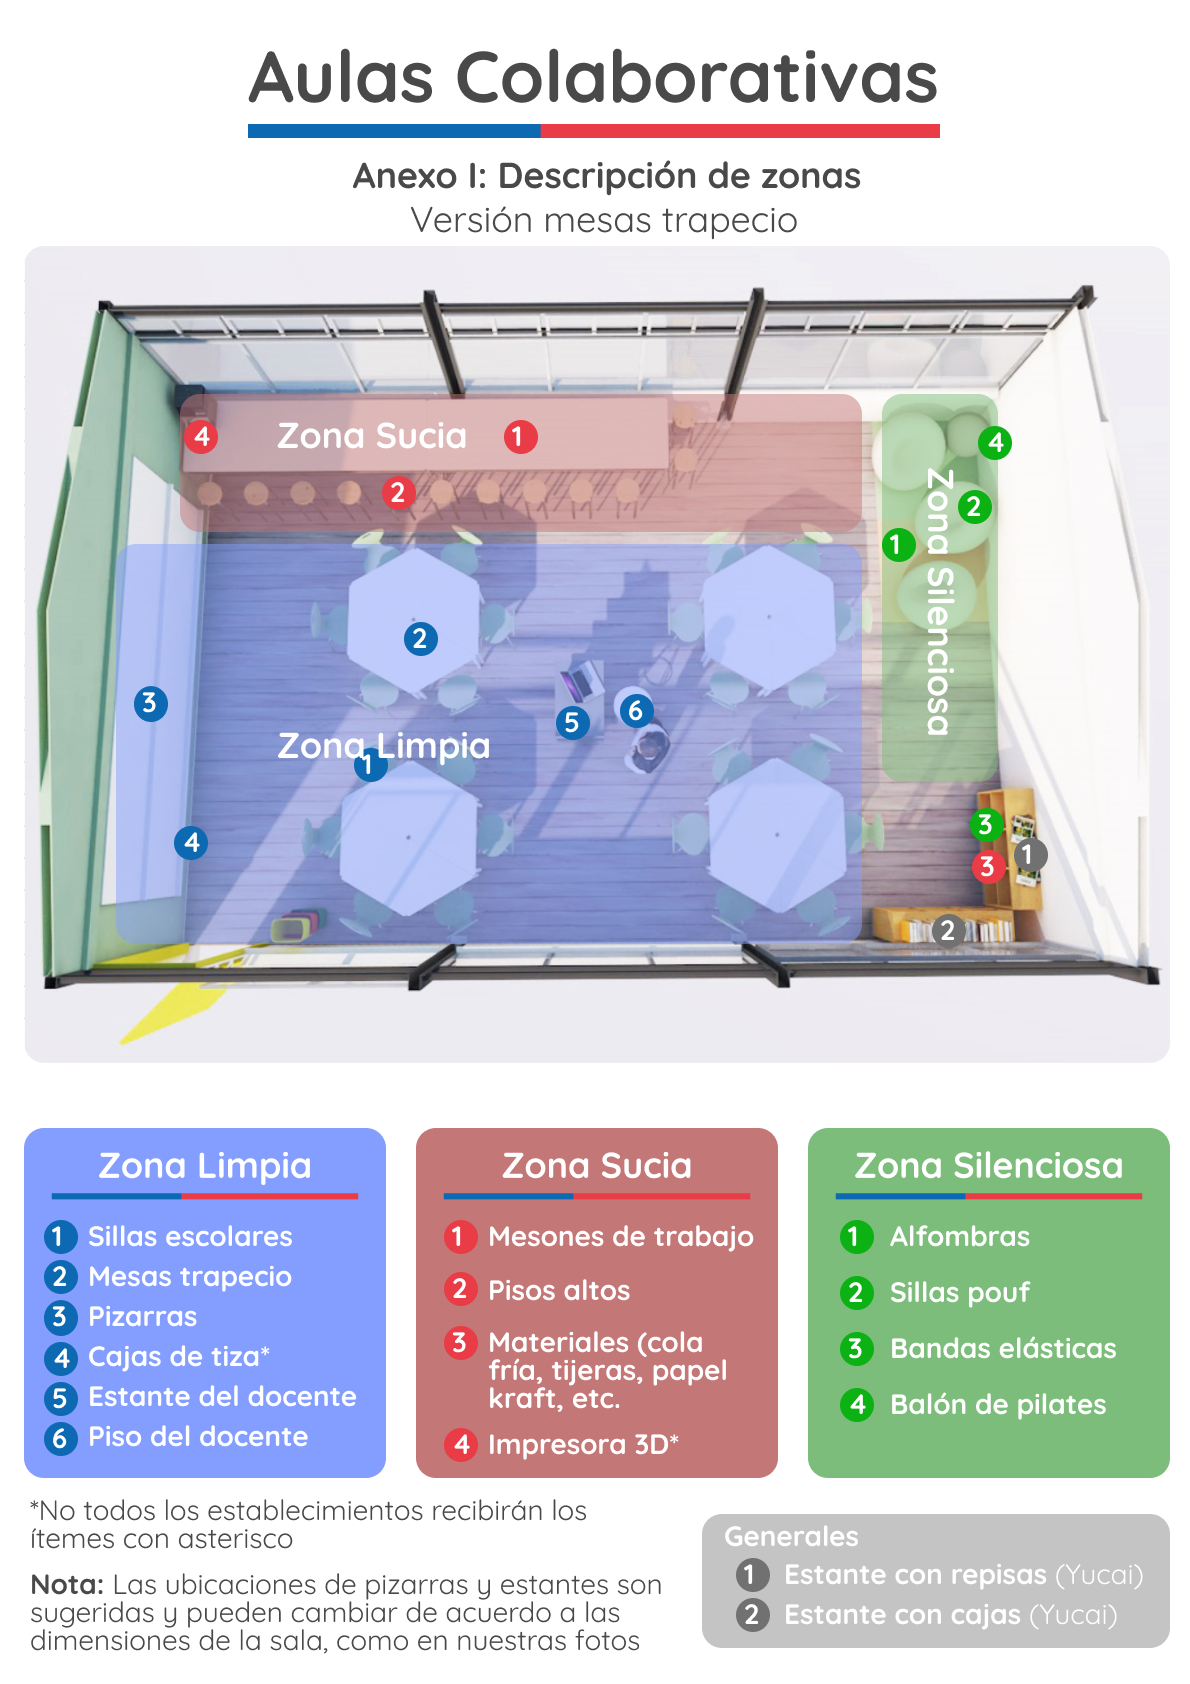 Aulas Colaborativas
Anexo I: Descripción de zonas
Versión mesas trapecio
4 Zona Sucia 1
2
4
2
1
Zona Silenciosa
2
3
5
6
Zona Limpia
1
4
3
3
1
2
Zona Limpia
1 Sillas escolares
2 Mesas trapecio
3 Pizarras
4 Cajas de tiza*
5 Estante del docente
6 Piso del docente
Zona Sucia
1 Mesones de trabajo
2 Pisos altos
3 Materiales (cola
fría, tijeras, papel
kraft, etc.
4 Impresora 3D*
Zona Silenciosa
1 Alfombras
2 Sillas pouf
3 Bandas elásticas
4 Balón de pilates
*No todos los establecimientos recibirán los
ítemes con asterisco
Nota: Las ubicaciones de pizarras y estantes son
sugeridas y pueden cambiar de acuerdo a las
dimensiones de la sala, como en nuestras fotos
Generales
1 Estante con repisas (Yucai)
2 Estante con cajas (Yucai)